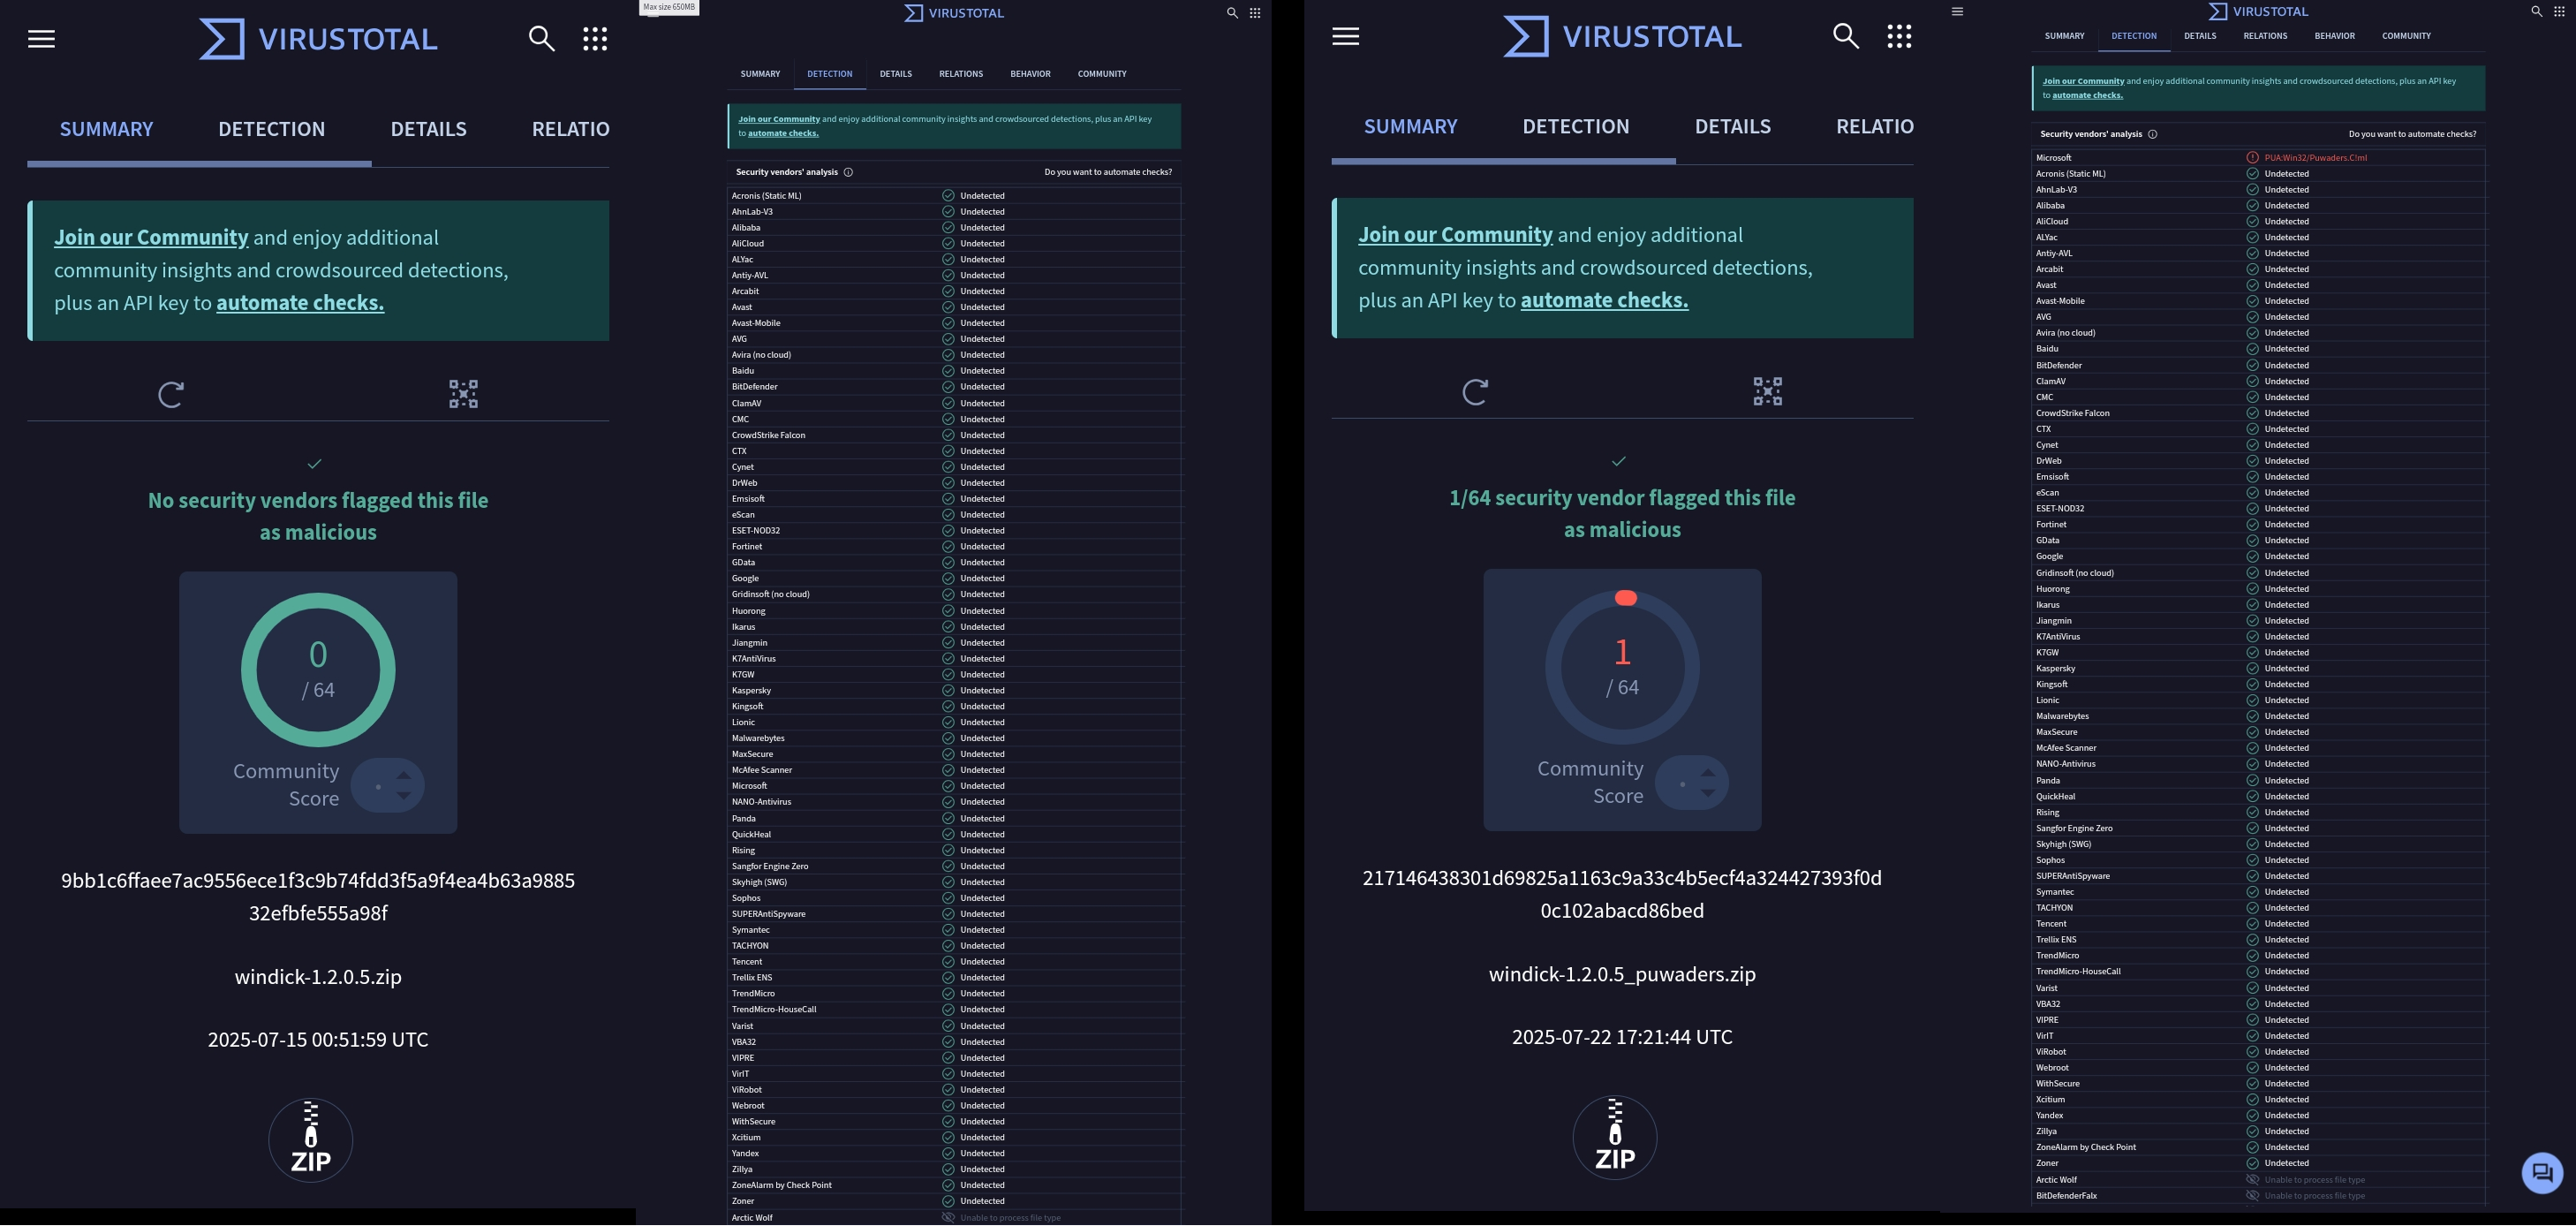 VIRUSTOTAL
SUMMARY DETECTION DETAILS RELATIO
Join our Community and enjoy additional
community insights and crowdsourced detections,
plus an API key to automate checks.
No security vendors flagged this file
as malicious
0
/ 64
Community
Score
9bb1c6ffaee7ac9556ece1f3c9b74fdd3f5a9f4ea4b63a9885
32efbfe555a98f
windick-1.2.0.5.zip
2025-07-15 00:51:59 UTC
ZIP
Max size 650MB
VIRUSTOTAL
SUMMARY DETECTION DETAILS RELATIONS BEHAVIOR COMMUNITY
Join our Community and enjoy additional community insights and crowdsourced detections, plus an API key
to automate checks.
Security vendors' analysis Do you want to automate checks?
Acronis (Static ML) Undetected
AhnLab-V3 Undetected
Alibaba Undetected
AliCloud Undetected
ALYac Undetected
Antiy-AVL Undetected
Arcabit Undetected
Avast Undetected
Avast-Mobile Undetected
AVG Undetected
Avira (no cloud) Undetected
Baidu Undetected
BitDefender Undetected
ClamAV Undetected
CMC Undetected
CrowdStrike Falcon Undetected
CTX Undetected
Cynet Undetected
DrWeb Undetected
Emsisoft Undetected
eScan Undetected
ESET-NOD32 Undetected
Fortinet Undetected
GData Undetected
Google Undetected
Gridinsoft (no cloud) Undetected
Huorong Undetected
Ikarus Undetected
Jiangmin Undetected
K7AntiVirus Undetected
K7GW Undetected
Kaspersky Undetected
Kingsoft Undetected
Lionic Undetected
Malwarebytes Undetected
MaxSecure Undetected
McAfee Scanner Undetected
Microsoft Undetected
NANO-Antivirus Undetected
Panda Undetected
QuickHeal Undetected
Rising Undetected
Sangfor Engine Zero Undetected
Skyhigh (SWG) Undetected
Sophos Undetected
SUPERAntiSpyware Undetected
Symantec Undetected
TACHYON Undetected
Tencent Undetected
Trellix ENS Undetected
TrendMicro Undetected
TrendMicro-HouseCall Undetected
Varist Undetected
VBA32 Undetected
VIPRE Undetected
VirIT Undetected
ViRobot Undetected
Webroot Undetected
WithSecure Undetected
Xcitium Undetected
Yandex Undetected
Zillya Undetected
ZoneAlarm by Check Point Undetected
Zoner Undetected
Arctic Wolf Unable to process file type
VIRUSTOTAL
SUMMARY DETECTION DETAILS RELATIO
Join our Community and enjoy additional
community insights and crowdsourced detections,
plus an API key to automate checks.
1/64 security vendor flagged this file
as malicious
1
/ 64
Community
Score
217146438301d69825a1163c9a33c4b5ecf4a324427393f0d
0c102abacd86bed
windick-1.2.0.5_puwaders.zip
2025-07-22 17:21:44 UTC
ZIP
VIRUSTOTAL
SUMMARY DETECTION DETAILS RELATIONS BEHAVIOR COMMUNITY
Join our Community and enjoy additional community insights and crowdsourced detections, plus an API key
to automate checks.
Security vendors' analysis Do you want to automate checks?
Microsoft PUA:Win32/Puwaders.C!ml
Acronis (Static ML) Undetected
AhnLab-V3 Undetected
Alibaba Undetected
AliCloud Undetected
ALYac Undetected
Antiy-AVL Undetected
Arcabit Undetected
Avast Undetected
Avast-Mobile Undetected
AVG Undetected
Avira (no cloud) Undetected
Baidu Undetected
BitDefender Undetected
ClamAV Undetected
CMC Undetected
CrowdStrike Falcon Undetected
CTX Undetected
Cynet Undetected
DrWeb Undetected
Emsisoft Undetected
eScan Undetected
ESET-NOD32 Undetected
Fortinet Undetected
GData Undetected
Google Undetected
Gridinsoft (no cloud) Undetected
Huorong Undetected
Ikarus Undetected
Jiangmin Undetected
K7AntiVirus Undetected
K7GW Undetected
Kaspersky Undetected
Kingsoft Undetected
Lionic Undetected
Malwarebytes Undetected
MaxSecure Undetected
McAfee Scanner Undetected
NANO-Antivirus Undetected
Panda Undetected
QuickHeal Undetected
Rising Undetected
Sangfor Engine Zero Undetected
Skyhigh (SWG) Undetected
Sophos Undetected
SUPERAntiSpyware Undetected
Symantec Undetected
TACHYON Undetected
Tencent Undetected
Trellix ENS Undetected
TrendMicro Undetected
TrendMicro-HouseCall Undetected
Varist Undetected
VBA32 Undetected
VIPRE Undetected
VirIT Undetected
ViRobot Undetected
Webroot Undetected
WithSecure Undetected
Xcitium Undetected
Yandex Undetected
Zillya Undetected
ZoneAlarm by Check Point Undetected
Zoner Undetected
Arctic Wolf Unable to process file type
BitDefenderFalx Unable to process file type